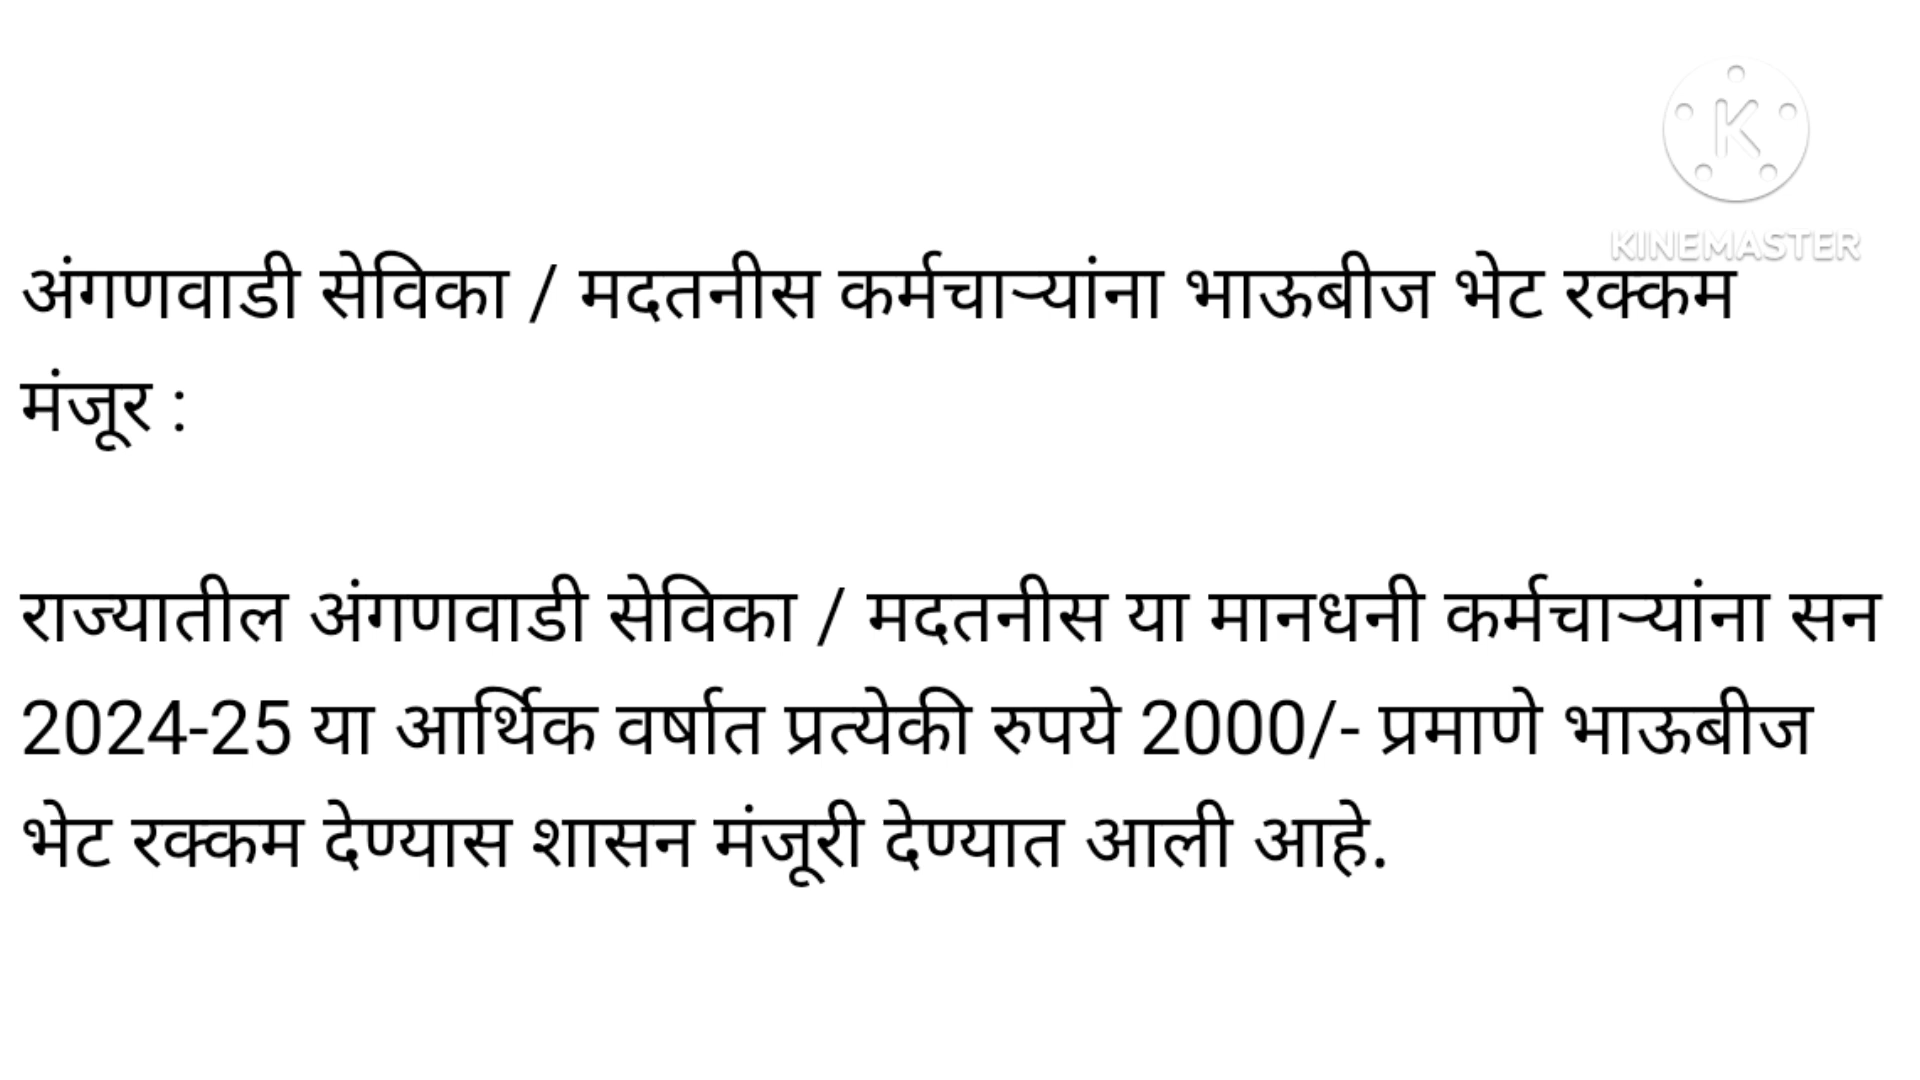 KINEMASTER
अंगणवाडी सेविका / मदतनीस कर्मचाऱ्यांना भाऊबीज भेट रक्कम
मंजूर :
राज्यातील अंगणवाडी सेविका / मदतनीस या मानधनी कर्मचाऱ्यांना सन
2024-25 या आर्थिक वर्षात प्रत्येकी रुपये 2000/- प्रमाणे भाऊबीज
भेट रक्कम देण्यास शासन मंजूरी देण्यात आली आहे.